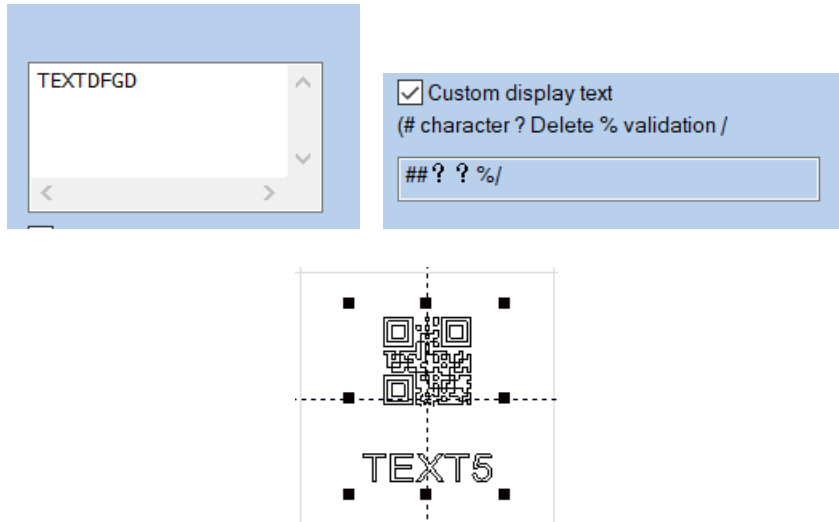 TEXTDFGD
Custom display text
(# character ? Delete % validation /
##？？%/
TEXT5